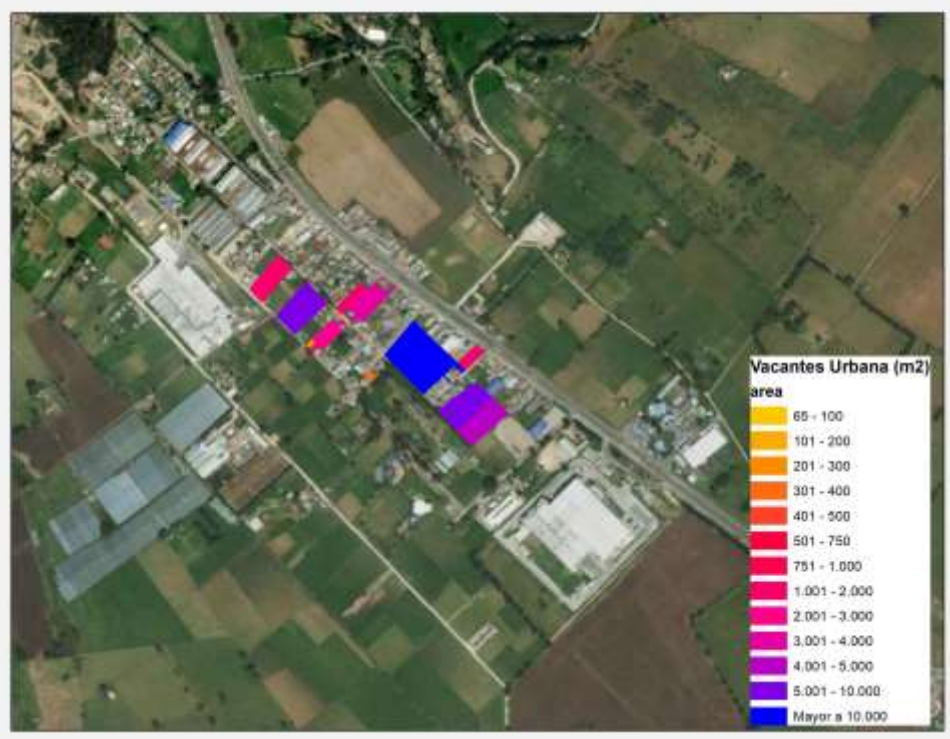 Vacantes Urbana (m2)
area
65 - 100
101 - 200
201 - 300
301 - 400
401 - 500
501 - 750
751 - 1.000
1.001 - 2.000
2.001 - 3.000
3.001 - 4.000
4.001 - 5.000
5.001 - 10.000
Mayor a 10.000